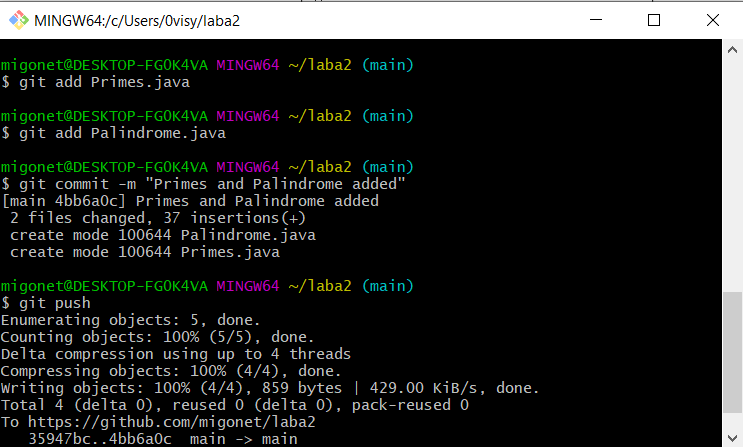 MINGW64:/c/Users/0visy/laba2
migonet@DESKTOP-FGOK4VA MINGW64 ~/laba2 (main)
$ git add Primes.java
migonet@DESKTOP-FGOK4VA MINGW64 ~/laba2 (main)
$ git add Palindrome.java
migonet@DESKTOP-FGOK4VA MINGW64 ~/laba2 (main)
$ git commit -m "Primes and Palindrome added"
[main 4bb6a0c] Primes and Palindrome added
 2 files changed, 37 insertions(+)
 create mode 100644 Palindrome.java
 create mode 100644 Primes.java
migonet@DESKTOP-FGOK4VA MINGW64 ~/laba2 (main)
$ git push
Enumerating objects: 5, done.
Counting objects: 100% (5/5), done.
Delta compression using up to 4 threads
Compressing objects: 100% (4/4), done.
Writing objects: 100% (4/4), 859 bytes | 429.00 KiB/s, done.
Total 4 (delta 0), reused 0 (delta 0), pack-reused 0
To https://github.com/migonet/laba2
   35947bc..4bb6a0c  main -> main